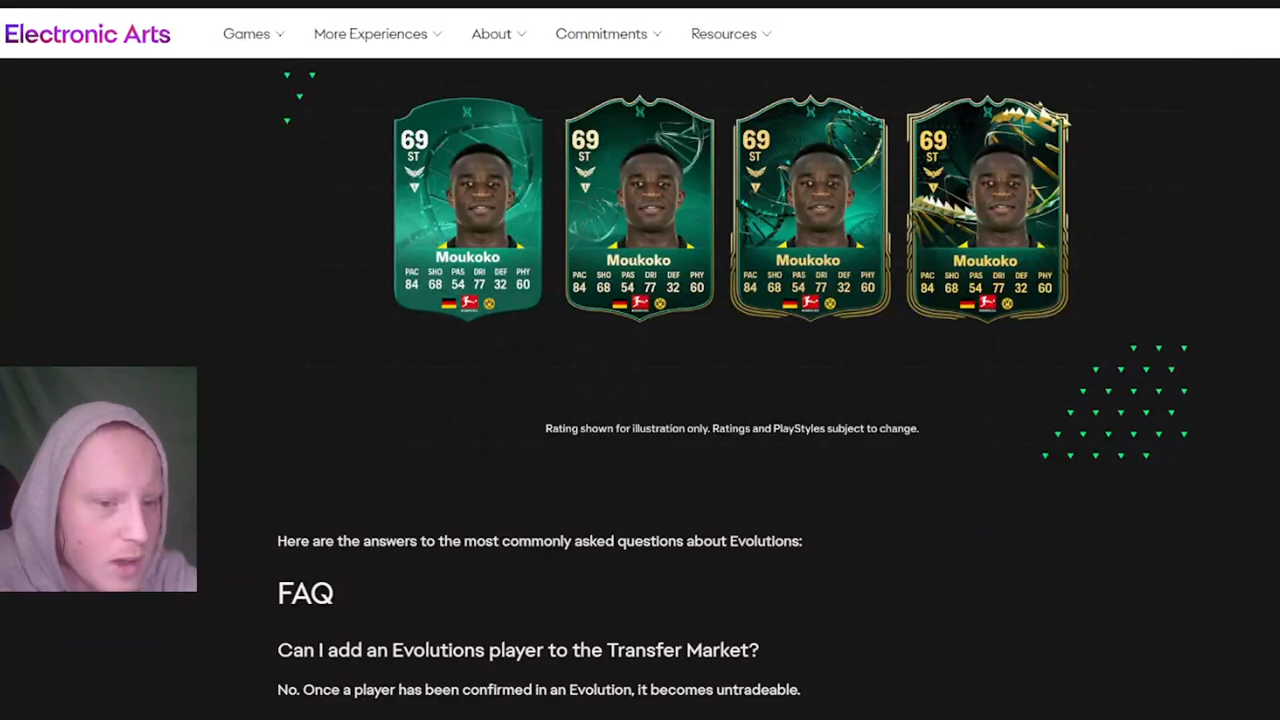 Electronic Arts Games More Experiences About Commitments Resources
69 69 69 69
ST ST ST ST
Moukoko Moukoko Moukoko Moukoko
PAC SHO PAS DRI DEF PHY PAC SHO PAS DRI DEF PHY PAC SHO PAS DRI DEF PHY PAC SHO PAS DRI DEF PHY
84 68 54 77 32 60 84 68 54 77 32 60 84 68 54 77 32 60 84 68 54 77 32 60
Rating shown for illustration only. Ratings and PlayStyles subject to change.
Here are the answers to the most commonly asked questions about Evolutions:
FAQ
Can I add an Evolutions player to the Transfer Market?
No. Once a player has been confirmed in an Evolution, it becomes untradeable.